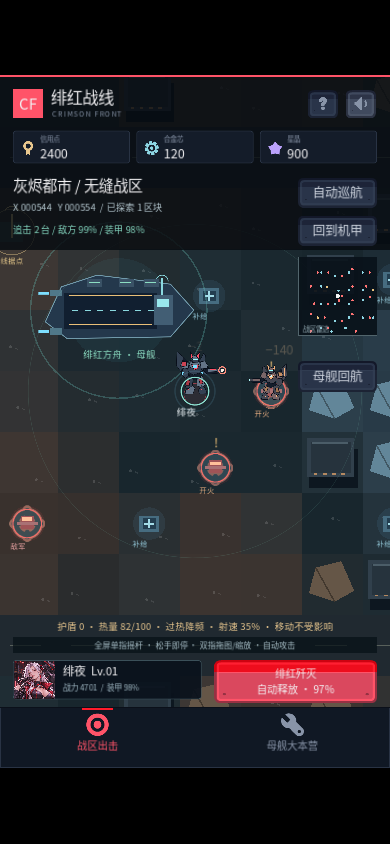 CF
绯红战线
CRIMSON FRONT
?
信用点
2400
合金芯
120
星晶
900
灰烬都市 / 无缝战区
X 000544 Y 000554 / 已探索 1 区块
追击 2 台 / 敌方 99% / 装甲 98%
自动巡航
回到机甲
线据点
补给
绯红方舟 · 母舰
-140
母舰回航
绯夜
开火
!
开火
敌军
补给
补给
补给
护盾 0 · 热量 82/100 · 过热降频 · 射速 35% · 移动不受影响
全屏单指摇杆 · 松手即停 · 双指拖图/缩放 · 自动攻击
绯夜 Lv.01
战力 4701 / 装甲 98%
绯红歼灭
自动释放 · 97%
战区出击
母舰大本营